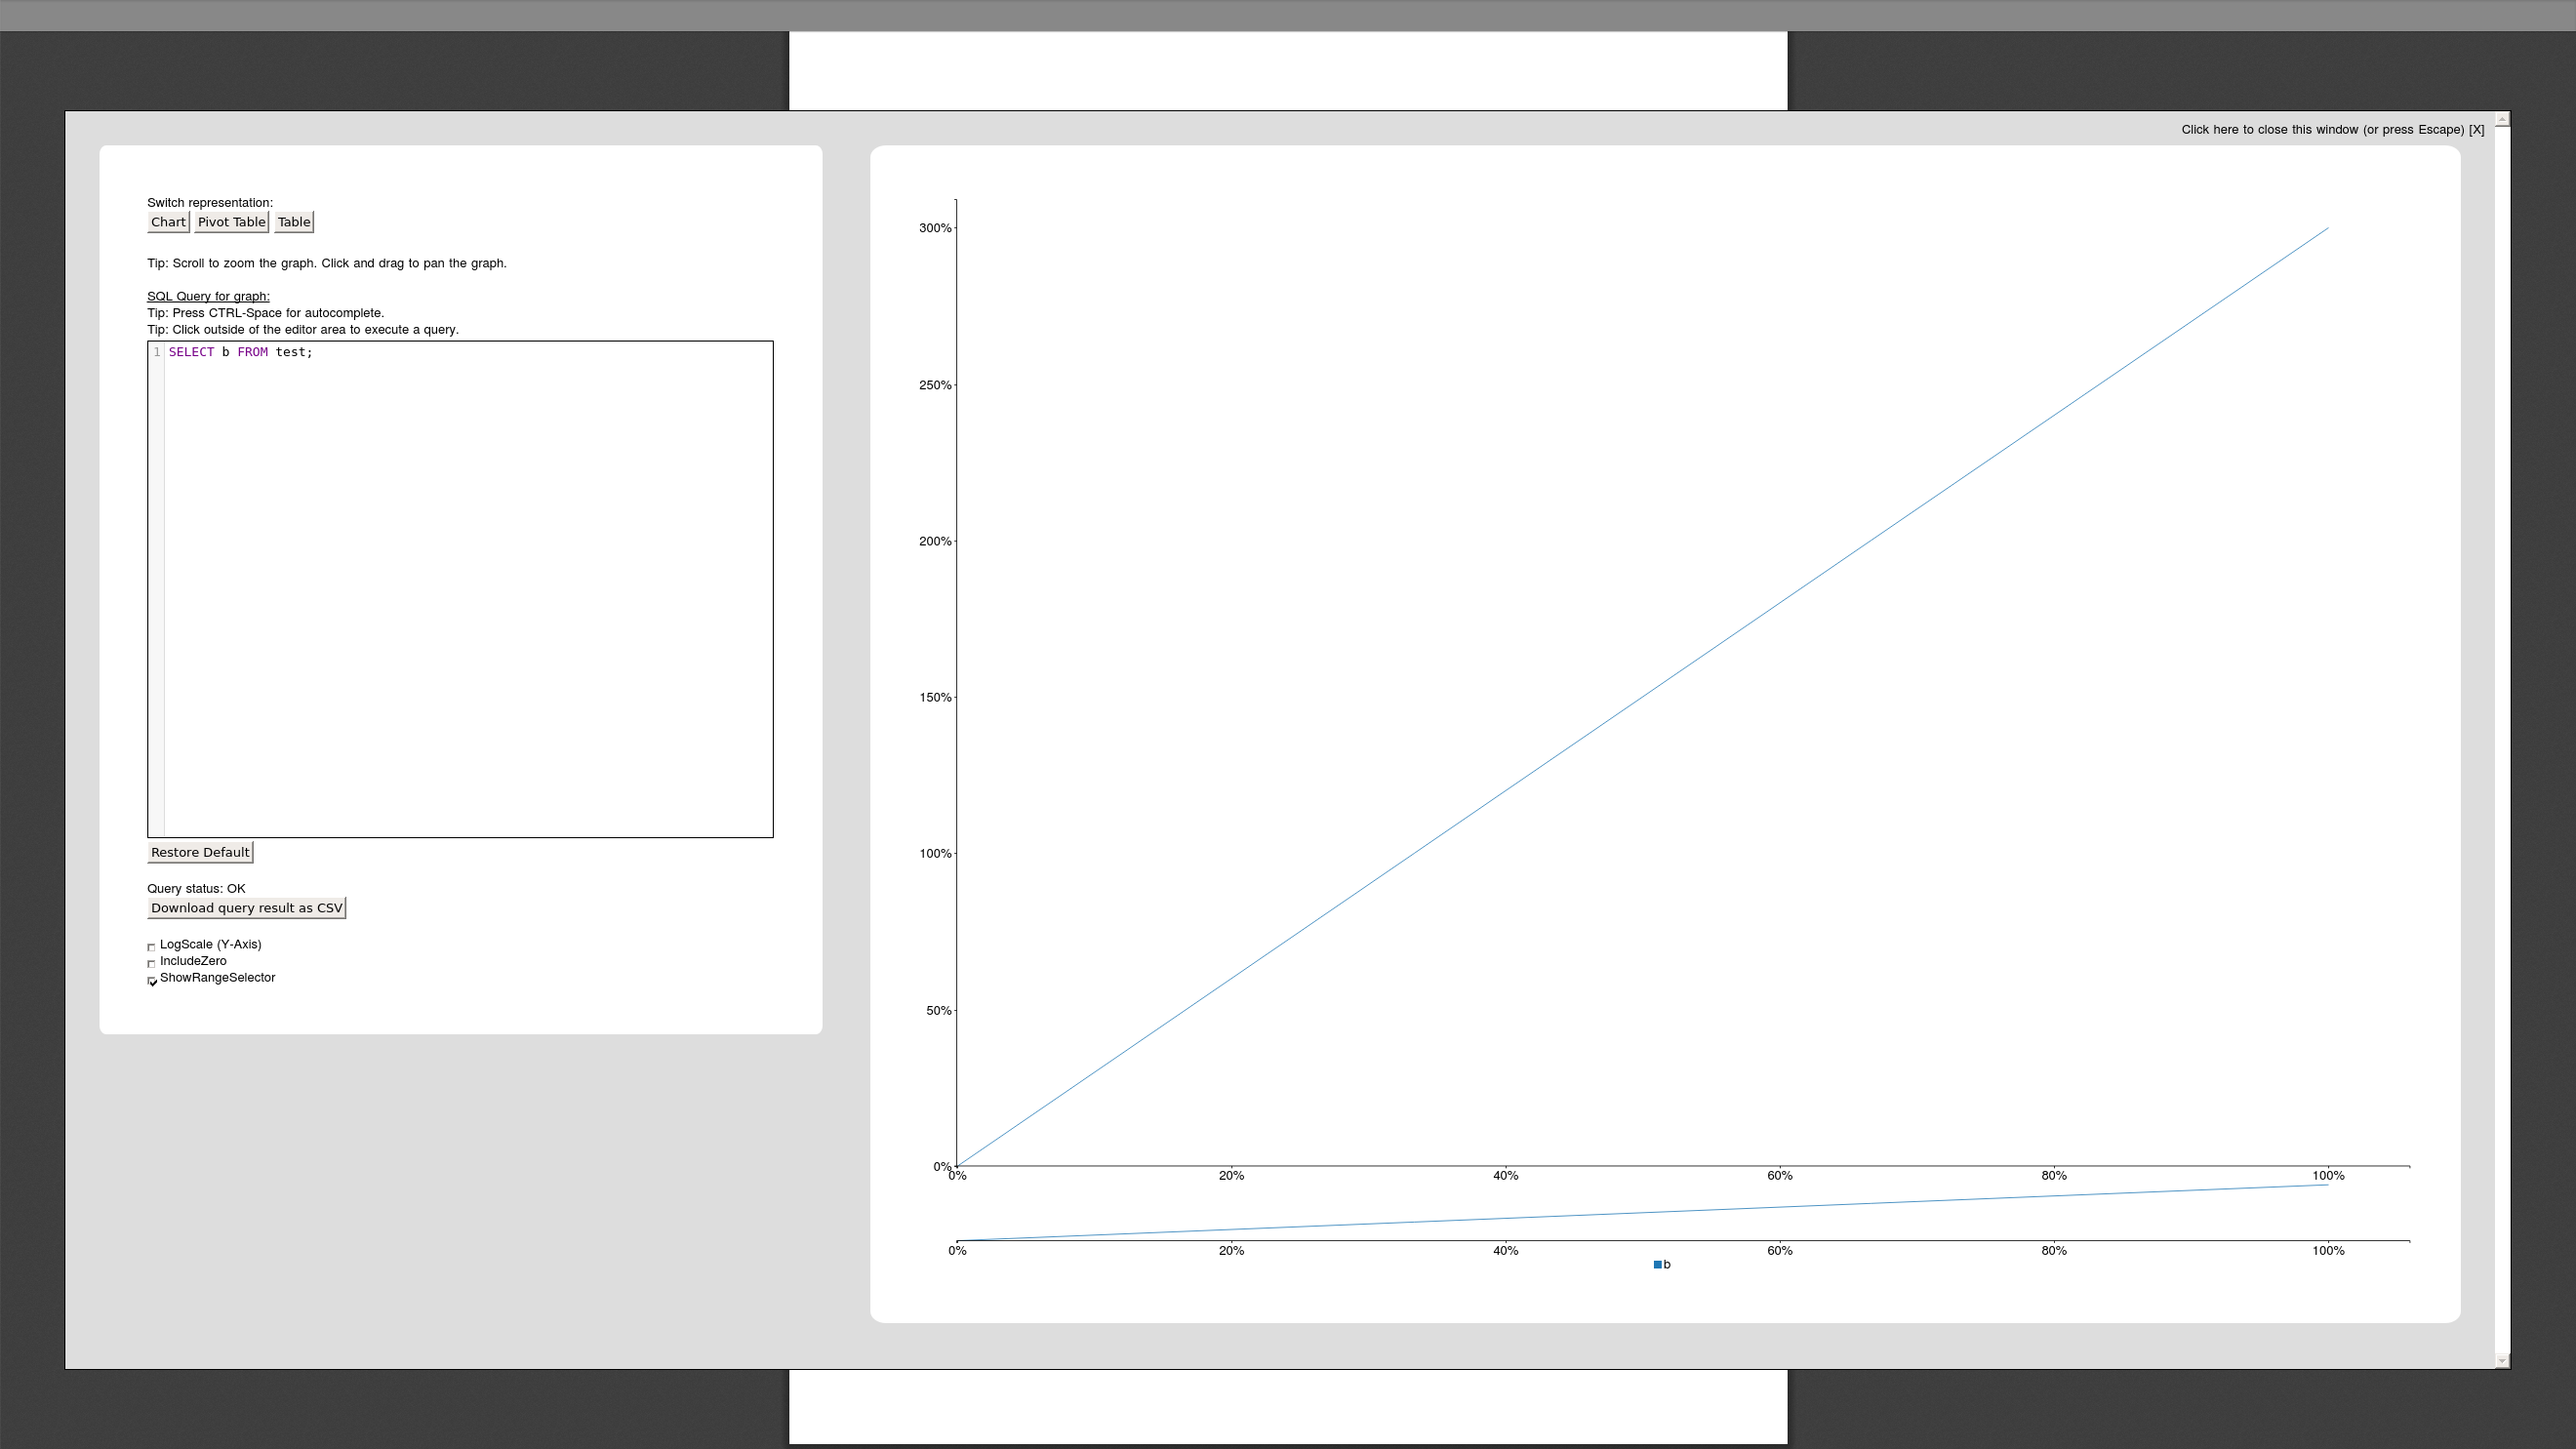 Click here to close this window (or press Escape) [X]
Switch representation:
Chart Pivot Table Table
Tip: Scroll to zoom the graph. Click and drag to pan the graph.
SQL Query for graph:
Tip: Press CTRL-Space for autocomplete.
Tip: Click outside of the editor area to execute a query.
1 SELECT b FROM test;
Restore Default
Query status: OK
Download query result as CSV
LogScale (Y-Axis)
IncludeZero
ShowRangeSelector
300%
250%
200%
150%
100%
50%
0%
0% 20% 40% 60% 80% 100%
0% 20% 40% 60% 80% 100%
b